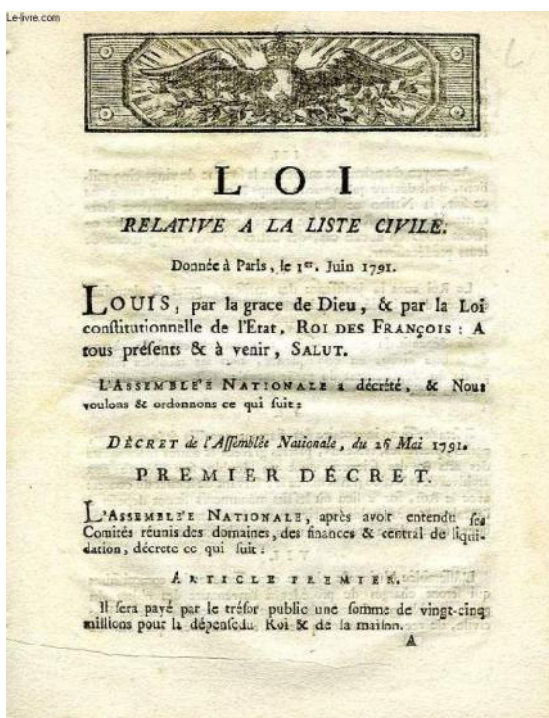 Le-livre.com
LOI
RELATIVE A LA LISTE CIVILE.
Donnée à Paris, le 1er. Juin 1791.
LOUIS, par la grace de Dieu, & par la Loi
conſtitutionnelle de l'Etat, ROI DES FRANÇOIS : A
tous préſents & à venir, SALUT.
L'ASSEMBLÉE NATIONALE a décrété, & Nous
voulons & ordonnons ce qui ſuit :
DÉCRET de l'Aſſemblée Nationale, du 26 Mai 1791.
PREMIER DÉCRET.
L'ASSEMBLÉE NATIONALE, après avoir entendu ſes
Comités réunis des domaines, des finances & central de liqui-
dation, décrete ce qui ſuit :
ARTICLE PREMIER.
Il ſera payé par le tréſor public une ſomme de vingt-cinq
millions pour la dépenſe du Roi & de ſa maiſon.
A